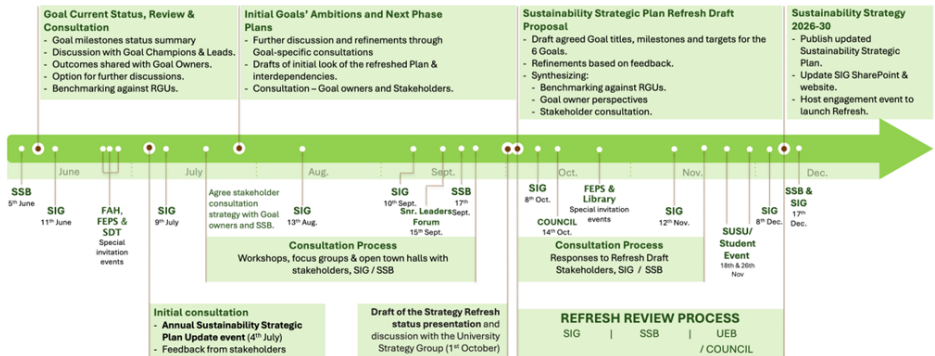 Goal Current Status, Review &
Consultation
- Goal milestones status summary
- Discussion with Goal Champions & Leads.
- Outcomes shared with Goal Owners.
- Option for further discussions.
- Benchmarking against RGUs.
Initial Goals' Ambitions and Next Phase
Plans
- Further discussion and refinements through
Goal-specific consultations
- Drafts of initial look of the refreshed Plan &
interdependencies.
- Consultation – Goal owners and Stakeholders.
Sustainability Strategic Plan Refresh Draft
Proposal
- Draft agreed Goal titles, milestones and targets for the
6 Goals.
- Refinements based on feedback.
- Synthesizing:
- Benchmarking against RGUs.
- Goal owner perspectives
- Stakeholder consultation.
Sustainability Strategy
2026-30
- Publish updated
Sustainability Strategic
Plan.
- Update SIG SharePoint &
website.
- Host engagement event to
launch Refresh.
June
July
Aug.
Sept.
Oct.
Nov.
Dec.
SSB
5th June
SIG
11th June
FAH,
FEPS &
SDT
Special
invitation
events
SIG
9th July
Agree stakeholder
consultation
strategy with Goal
owners and SSB.
SIG
13th Aug.
SIG
10th Sept.
Snr. Leaders
Forum
15th Sept.
SSB
17th
Sept.
SIG
8th Oct.
COUNCIL
14th Oct.
FEPS &
Library
Special invitation
events
SIG
12th Nov.
SUSU/
Student
Event
18th & 26th
Nov
SIG
8th Dec.
SSB &
SIG
17th
Dec.
Consultation Process
Workshops, focus groups & open town halls with
stakeholders, SIG / SSB
Consultation Process
Responses to Refresh Draft
Stakeholders, SIG / SSB
Initial consultation
- Annual Sustainability Strategic
Plan Update event (4th July)
- Feedback from stakeholders
Draft of the Strategy Refresh
status presentation and
discussion with the University
Strategy Group (1st October)
REFRESH REVIEW PROCESS
SIG | SSB | UEB
/ COUNCIL